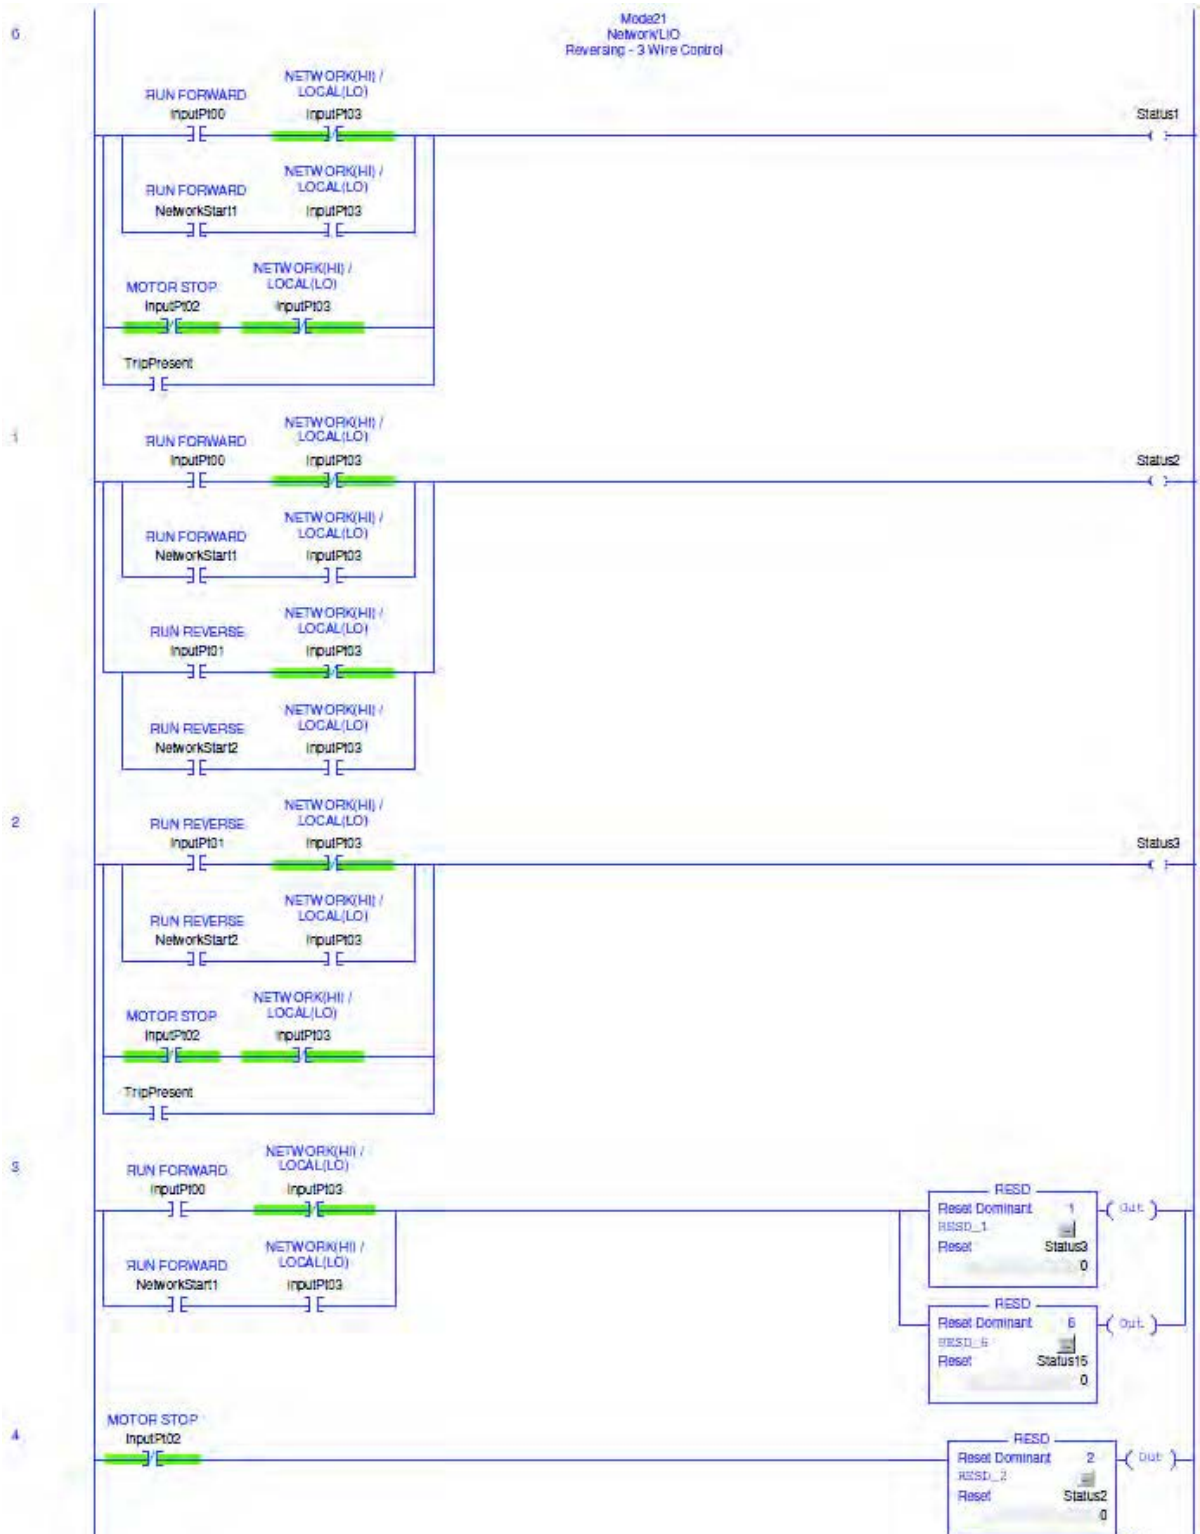 Mode21
Network/LIO
Reversing - 3 Wire Control
0
NETWORK(HI) /
RUN FORWARD LOCAL(LO)
InputPt00 InputPt03 Status1
NETWORK(HI) /
RUN FORWARD LOCAL(LO)
NetworkStart1 InputPt03
NETWORK(HI) /
MOTOR STOP LOCAL(LO)
InputPt02 InputPt03
TripPresent
1
NETWORK(HI) /
RUN FORWARD LOCAL(LO)
InputPt00 InputPt03 Status2
NETWORK(HI) /
RUN FORWARD LOCAL(LO)
NetworkStart1 InputPt03
NETWORK(HI) /
RUN REVERSE LOCAL(LO)
InputPt01 InputPt03
NETWORK(HI) /
RUN REVERSE LOCAL(LO)
NetworkStart2 InputPt03
2
NETWORK(HI) /
RUN REVERSE LOCAL(LO)
InputPt01 InputPt03 Status3
NETWORK(HI) /
RUN REVERSE LOCAL(LO)
NetworkStart2 InputPt03
NETWORK(HI) /
MOTOR STOP LOCAL(LO)
InputPt02 InputPt03
TripPresent
3
NETWORK(HI) /
RUN FORWARD LOCAL(LO)
InputPt00 InputPt03
RESD
Reset Dominant 1 Out
RESD_1
Reset Status3
0
NETWORK(HI) /
RUN FORWARD LOCAL(LO)
NetworkStart1 InputPt03
RESD
Reset Dominant 6 Out
RESD_6
Reset Status15
0
4
MOTOR STOP
InputPt02
RESD
Reset Dominant 2 Out
RESD_2
Reset Status2
0